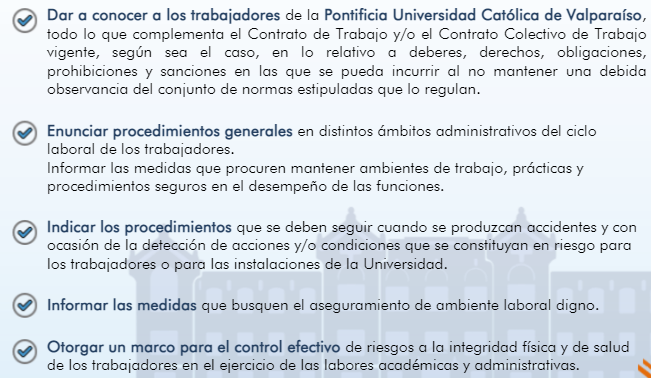 Dar a conocer a los trabajadores de la Pontificia Universidad Católica de Valparaíso,
todo lo que complementa el Contrato de Trabajo y/o el Contrato Colectivo de Trabajo
vigente, según sea el caso, en lo relativo a deberes, derechos, obligaciones,
prohibiciones y sanciones en las que se pueda incurrir al no mantener una debida
observancia del conjunto de normas estipuladas que lo regulan.
Enunciar procedimientos generales en distintos ámbitos administrativos del ciclo
laboral de los trabajadores.
Informar las medidas que procuren mantener ambientes de trabajo, prácticas y
procedimientos seguros en el desempeño de las funciones.
Indicar los procedimientos que se deben seguir cuando se produzcan accidentes y con
ocasión de la detección de acciones y/o condiciones que se constituyan en riesgo para
los trabajadores o para las instalaciones de la Universidad.
Informar las medidas que busquen el aseguramiento de ambiente laboral digno.
Otorgar un marco para el control efectivo de riesgos a la integridad física y de salud
de los trabajadores en el ejercicio de las labores académicas y administrativas.